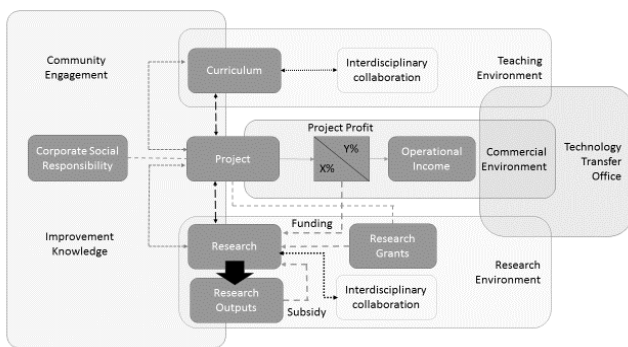 Community
Engagement
Curriculum
Interdisciplinary
collaboration
Teaching
Environment
Corporate Social
Responsibility
Project
Project Profit
Y%
X%
Operational
Income
Commercial
Environment
Technology
Transfer
Office
Improvement
Knowledge
Funding
Research
Research
Grants
Research
Environment
Research
Outputs
Subsidy
Interdisciplinary
collaboration